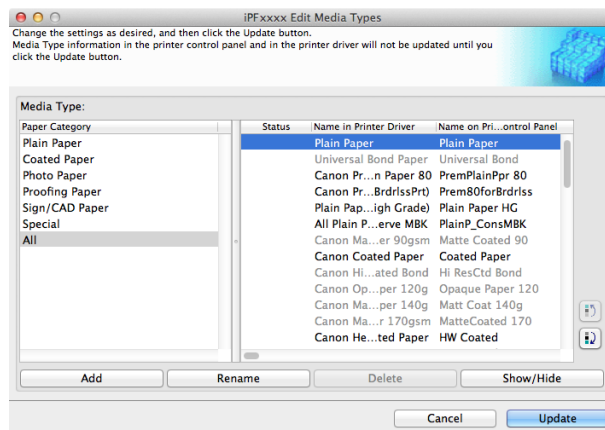 iPFxxxx Edit Media Types
Change the settings as desired, and then click the Update button.
Media Type information in the printer control panel and in the printer driver will not be updated until you
click the Update button.
Media Type:
Paper Category
Plain Paper
Coated Paper
Photo Paper
Proofing Paper
Sign/CAD Paper
Special
All
Status Name in Printer Driver Name on Pri...ontrol Panel
Plain Paper Plain Paper
Universal Bond Paper Universal Bond
Canon Pr...n Paper 80 PremPlainPpr 80
Canon Pr...BrdrlssPrt) Prem80forBrdrlss
Plain Pap...igh Grade) Plain Paper HG
All Plain P...erve MBK PlainP_ConsMBK
Canon Ma...er 90gsm Matte Coated 90
Canon Coated Paper Coated Paper
Canon Hi...ated Bond Hi ResCtd Bond
Canon Op...per 120g Opaque Paper 120
Canon Ma...per 140g Matt Coat 140g
Canon Ma...r 170gsm MatteCoated 170
Canon He...ted Paper HW Coated
Add Rename Delete Show/Hide
Cancel Update